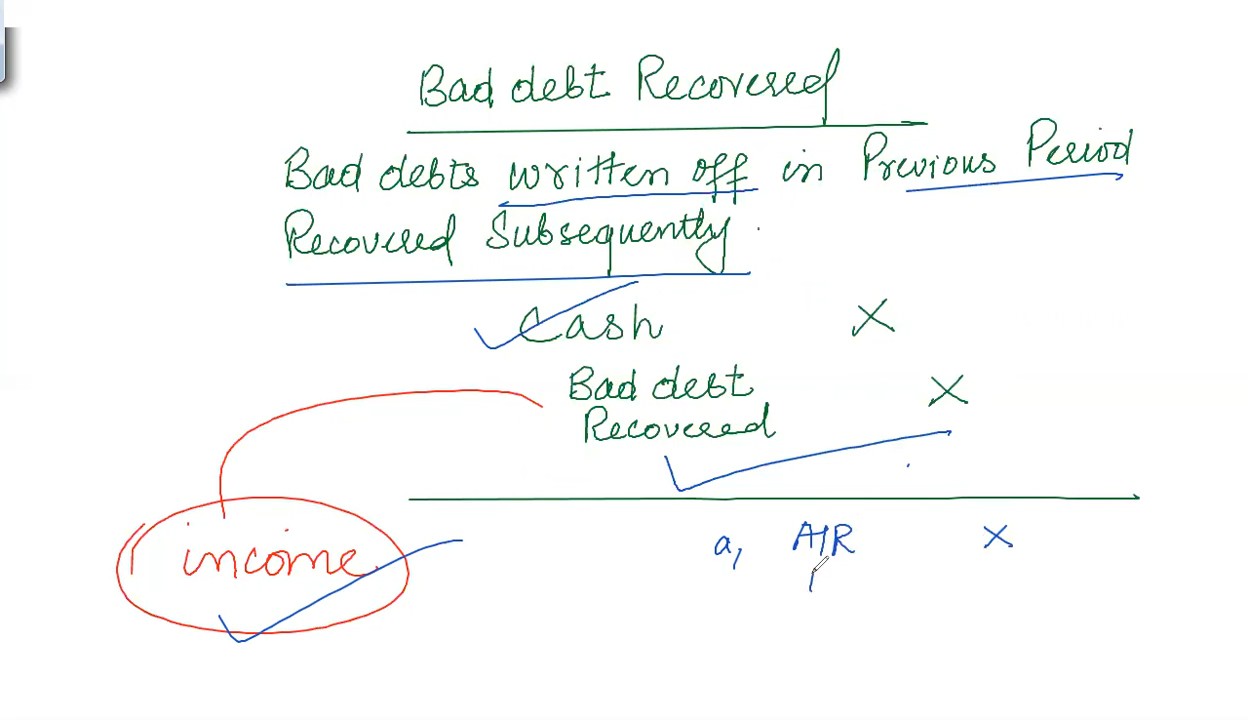 Bad debt Recovered
Bad debts written off in Previous Period
Recovered Subsequently.
Cash X
Bad debt X
Recovered
income
a, A/R X